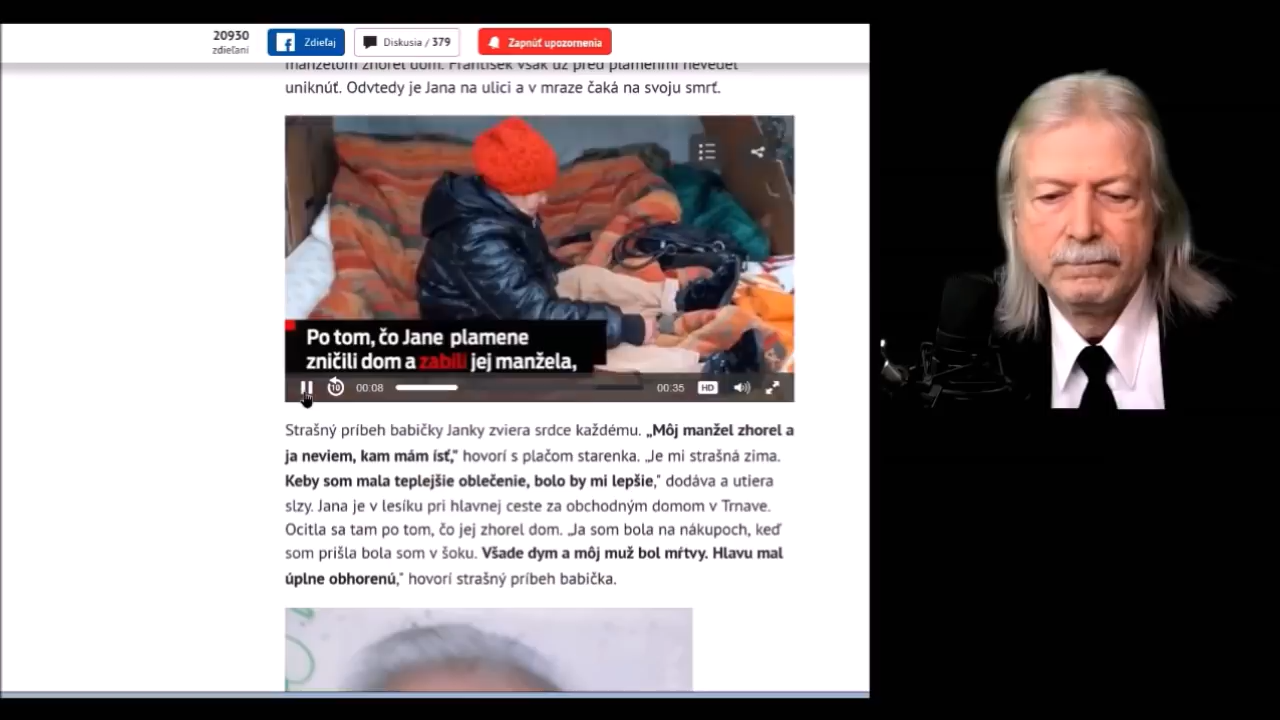 20930
zdieľaní
Zdieľaj
Diskusia / 379
Zapnúť upozornenia
manželom zhorel dom. František však už pred plameňmi nevedel
uniknúť. Odvtedy je Jana na ulici a v mraze čaká na svoju smrť.
Po tom, čo Jane plamene
zničili dom a zabili jej manžela,
10
00:08
00:35
HD
Strašný príbeh babičky Janky zviera srdce každému. „Môj manžel zhorel a
ja neviem, kam mám ísť,“ hovorí s plačom starenka. „Je mi strašná zima.
Keby som mala teplejšie oblečenie, bolo by mi lepšie,“ dodáva a utiera
slzy. Jana je v lesíku pri hlavnej ceste za obchodným domom v Trnave.
Ocitla sa tam po tom, čo jej zhorel dom. „Ja som bola na nákupoch, keď
som prišla bola som v šoku. Všade dym a môj muž bol mŕtvy. Hlavu mal
úplne obhorenú,“ hovorí strašný príbeh babička.